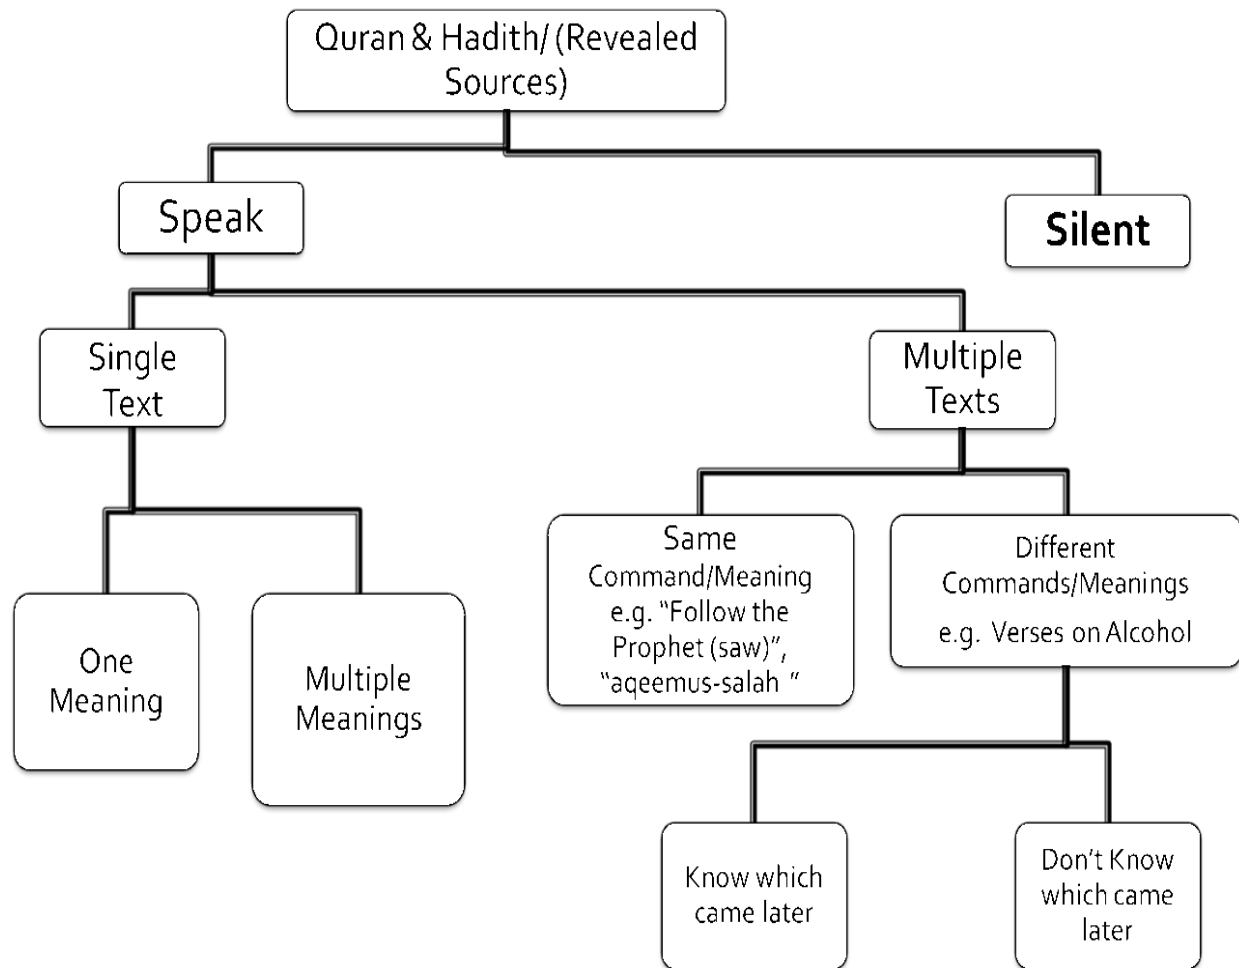 Quran & Hadith/ (Revealed
Sources)
Speak
Silent
Single
Text
Multiple
Texts
Same
Command/Meaning
e.g. “Follow the
Prophet (saw)”,
“aqeemus-salah ”
Different
Commands/Meanings
e.g. Verses on Alcohol
One
Meaning
Multiple
Meanings
Know which
came later
Don't Know
which came
later